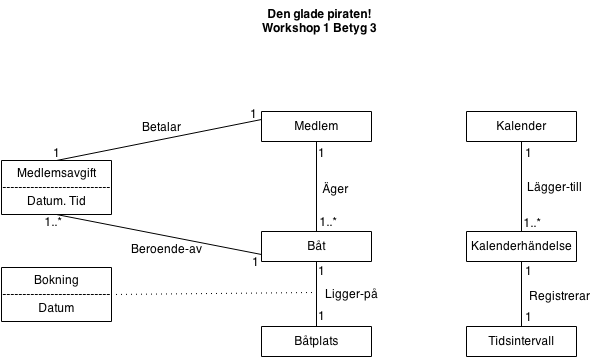 Den glade piraten!
Workshop 1 Betyg 3
1
Betalar
Medlem
Kalender
1
1
1
Medlemsavgift
Äger
Lägger-till
Datum. Tid
1..*
1..*
1..*
Beroende-av
Båt
Kalenderhändelse
1
1
1
Bokning
Ligger-på
Registrerar
Datum
1
1
Båtplats
Tidsintervall